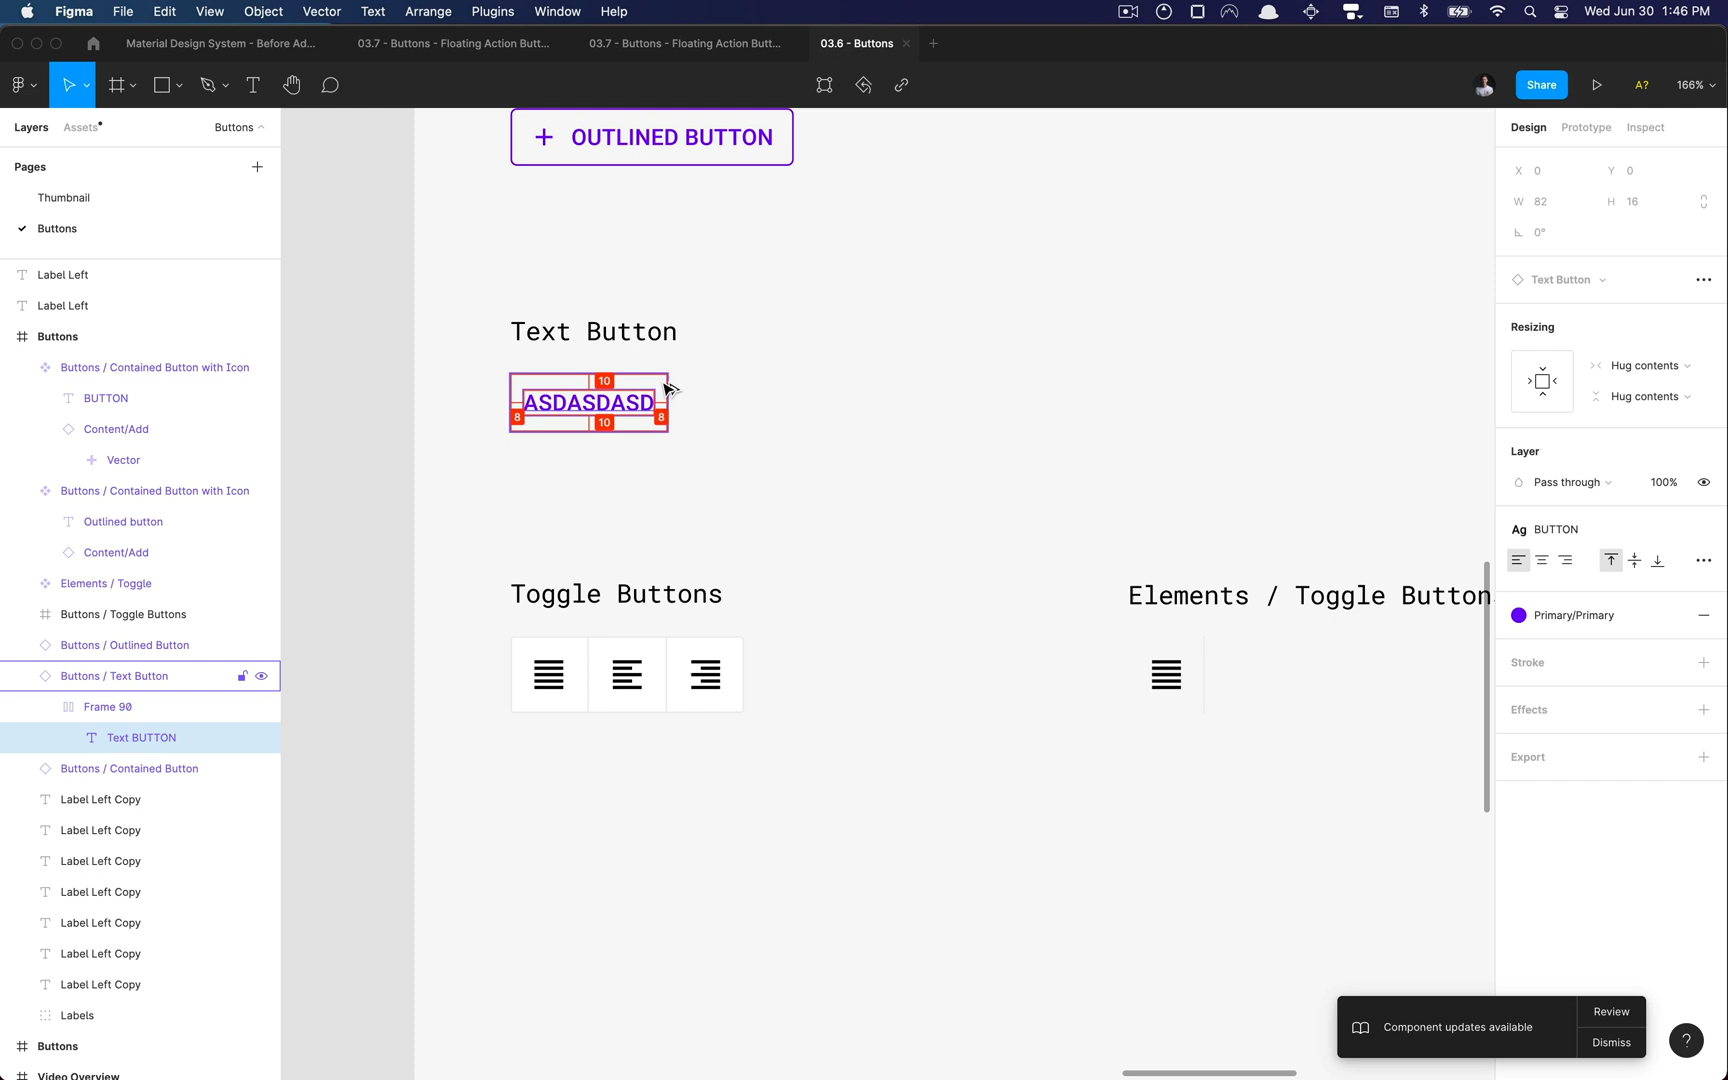 Figma File Edit View Object Vector Text Arrange Plugins Window Help Wed Jun 30 1:46 PM
Material Design System - Before Ad... 03.7 - Buttons - Floating Action Butt... 03.7 - Buttons - Floating Action Butt... 03.6 - Buttons
Share A? 166%
Layers Assets Buttons
Pages
Thumbnail
Buttons
Label Left
Label Left
Buttons
Buttons / Contained Button with Icon
BUTTON
Content/Add
Vector
Buttons / Contained Button with Icon
Outlined button
Content/Add
Elements / Toggle
Buttons / Toggle Buttons
Buttons / Outlined Button
Buttons / Text Button
Frame 90
Text BUTTON
Buttons / Contained Button
Label Left Copy
Label Left Copy
Label Left Copy
Label Left Copy
Label Left Copy
Label Left Copy
Label Left Copy
Labels
Buttons
Video Overview
+ OUTLINED BUTTON
Text Button
10
ASDASDASD
8 8
10
Toggle Buttons
Elements / Toggle Button
Design Prototype Inspect
X 0 Y 0
W 82 H 16
0°
Text Button
Resizing
Hug contents
Hug contents
Layer
Pass through 100%
Ag BUTTON
Primary/Primary
Stroke
Effects
Export
Component updates available
Review
Dismiss
?